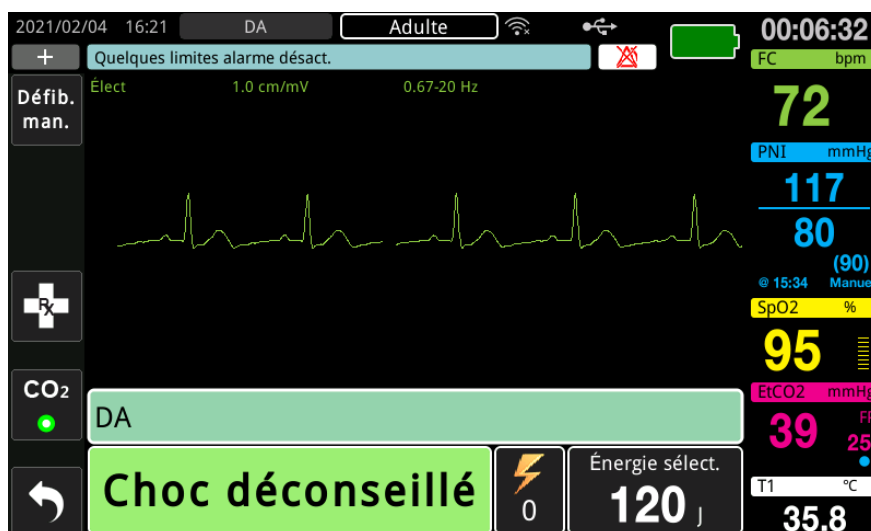 2021/02/04 16:21 DA Adulte 00:06:32
+ Quelques limites alarme désact. FC bpm
Défib. man.
Élect 1.0 cm/mV 0.67-20 Hz
72
PNI mmHg
117
80
(90)
@ 15:34 Manue
Rx
SpO2 %
95
CO2
EtCO2 mmHg
39 FR
25
DA
Choc déconseillé
0
Énergie sélect.
120 J
T1 °C
35.8